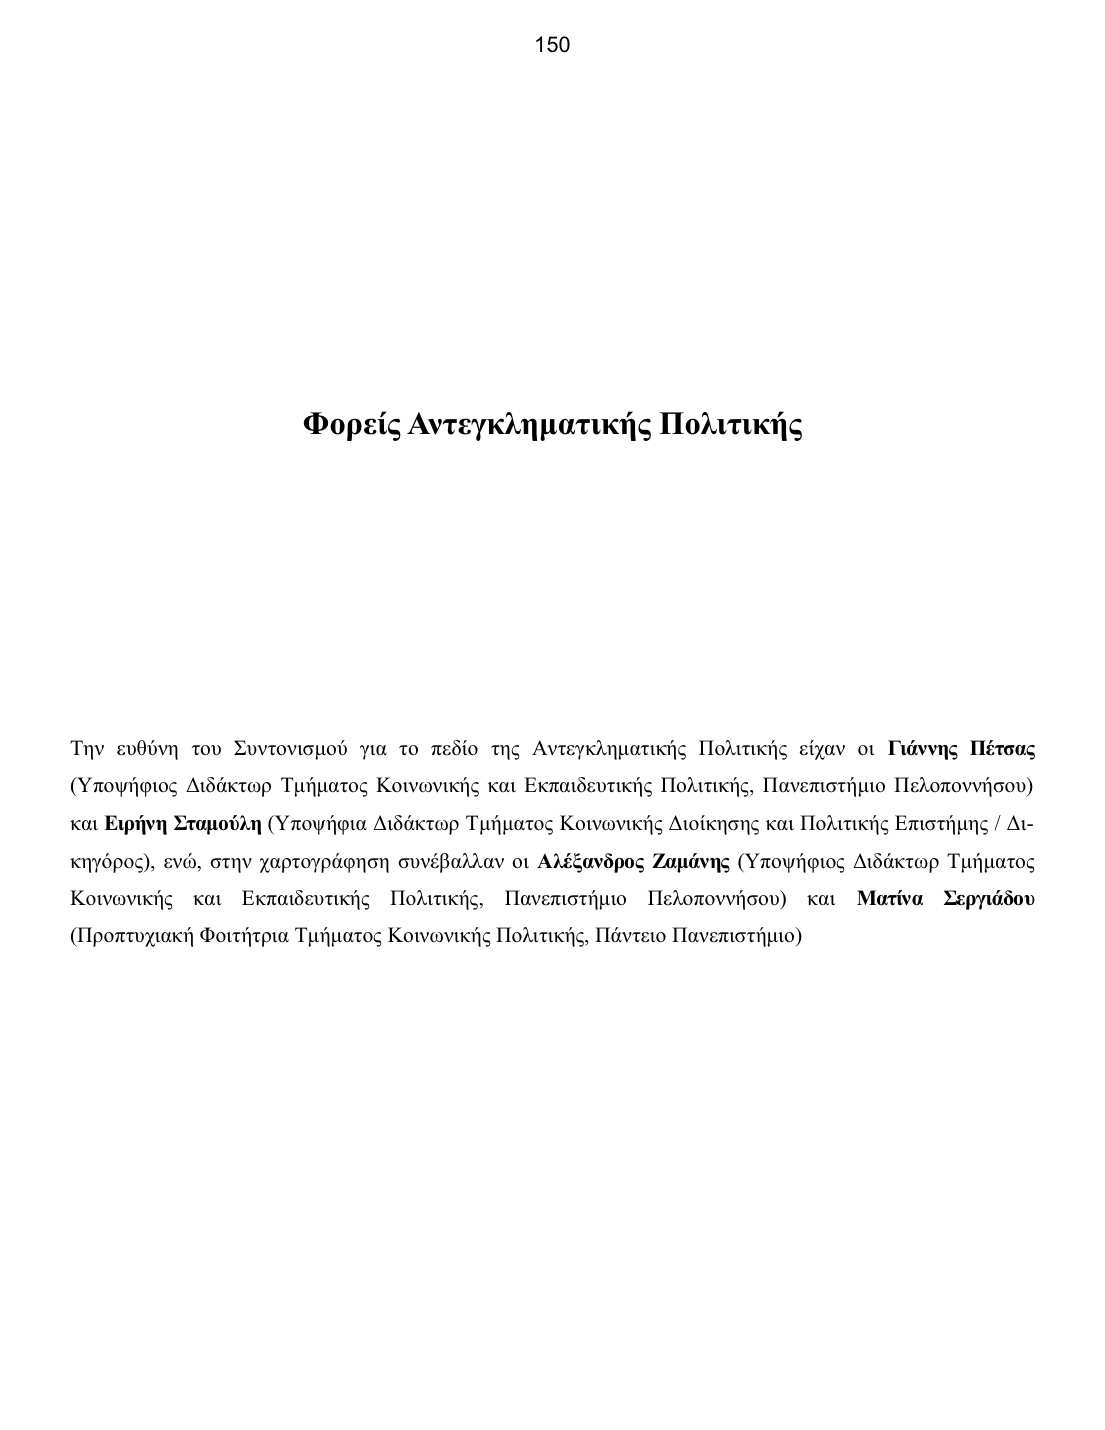 150
Φορείς Αντεγκληματικής Πολιτικής
Την ευθύνη του Συντονισμού για το πεδίο της Αντεγκληματικής Πολιτικής είχαν οι Γιάννης Πέτσας
(Υποψήφιος Διδάκτωρ Τμήματος Κοινωνικής και Εκπαιδευτικής Πολιτικής, Πανεπιστήμιο Πελοποννήσου)
και Ειρήνη Σταμούλη (Υποψήφια Διδάκτωρ Τμήματος Κοινωνικής Διοίκησης και Πολιτικής Επιστήμης / Δι-
κηγόρος), ενώ, στην χαρτογράφηση συνέβαλλαν οι Αλέξανδρος Ζαμάνης (Υποψήφιος Διδάκτωρ Τμήματος
Κοινωνικής και Εκπαιδευτικής Πολιτικής, Πανεπιστήμιο Πελοποννήσου) και Ματίνα Σεργιάδου
(Προπτυχιακή Φοιτήτρια Τμήματος Κοινωνικής Πολιτικής, Πάντειο Πανεπιστήμιο)